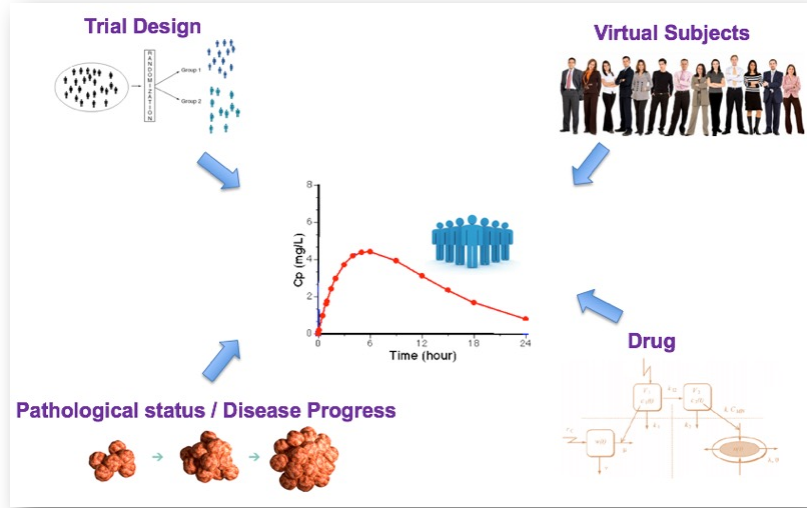 Trial Design
RANDOMIZATION
Group 1
Group 2
Virtual Subjects
8
6
4
2
0
Cp (mg/L)
0 6 12 18 24
Time (hour)
Drug
Pathological status / Disease Progress